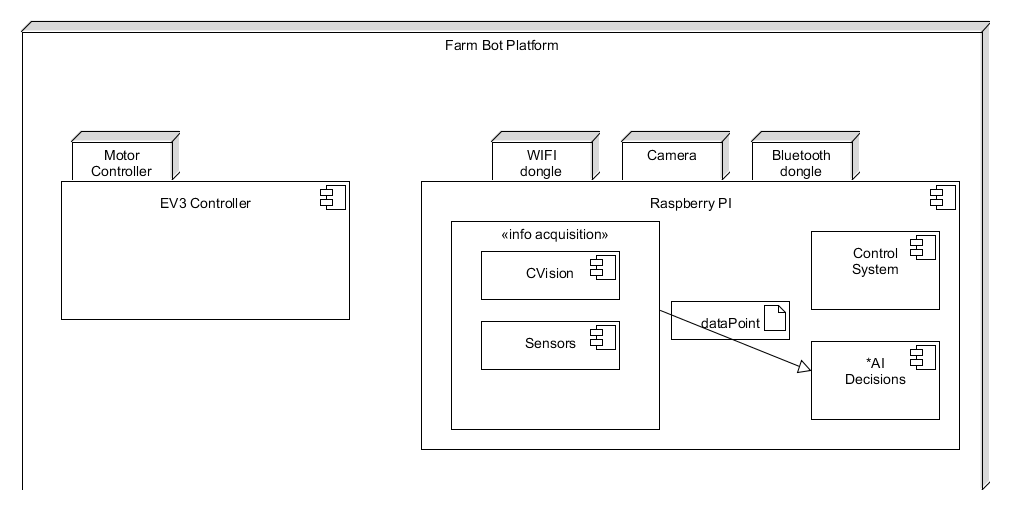 Farm Bot Platform
Motor
Controller
WIFI
dongle
Camera
Bluetooth
dongle
EV3 Controller
Raspberry PI
«info acquisition»
CVision
Sensors
dataPoint
Control
System
*AI
Decisions